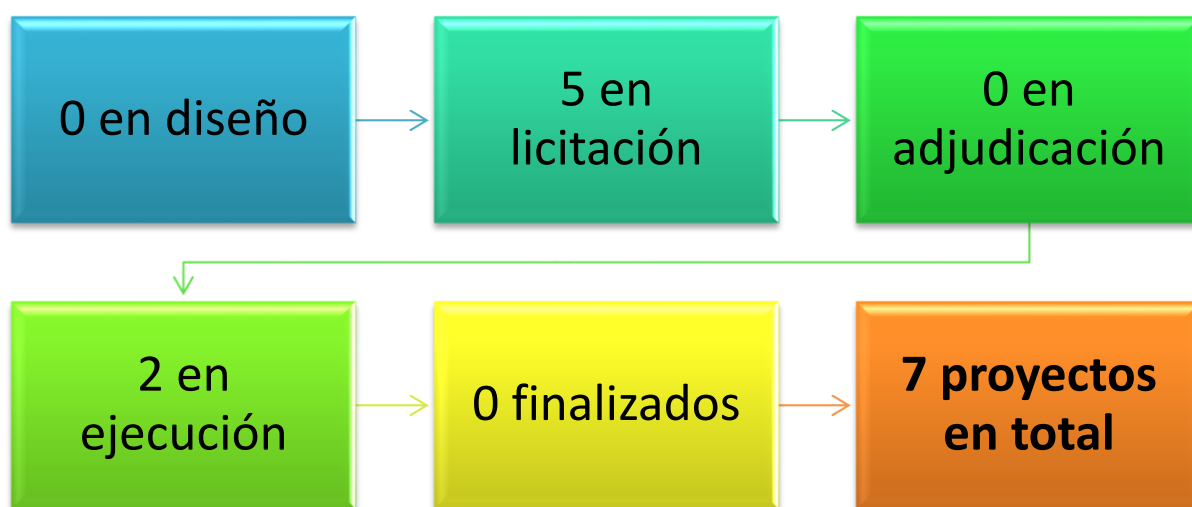 0 en diseño
5 en
licitación
0 en
adjudicación
2 en
ejecución
0 finalizados
7 proyectos
en total